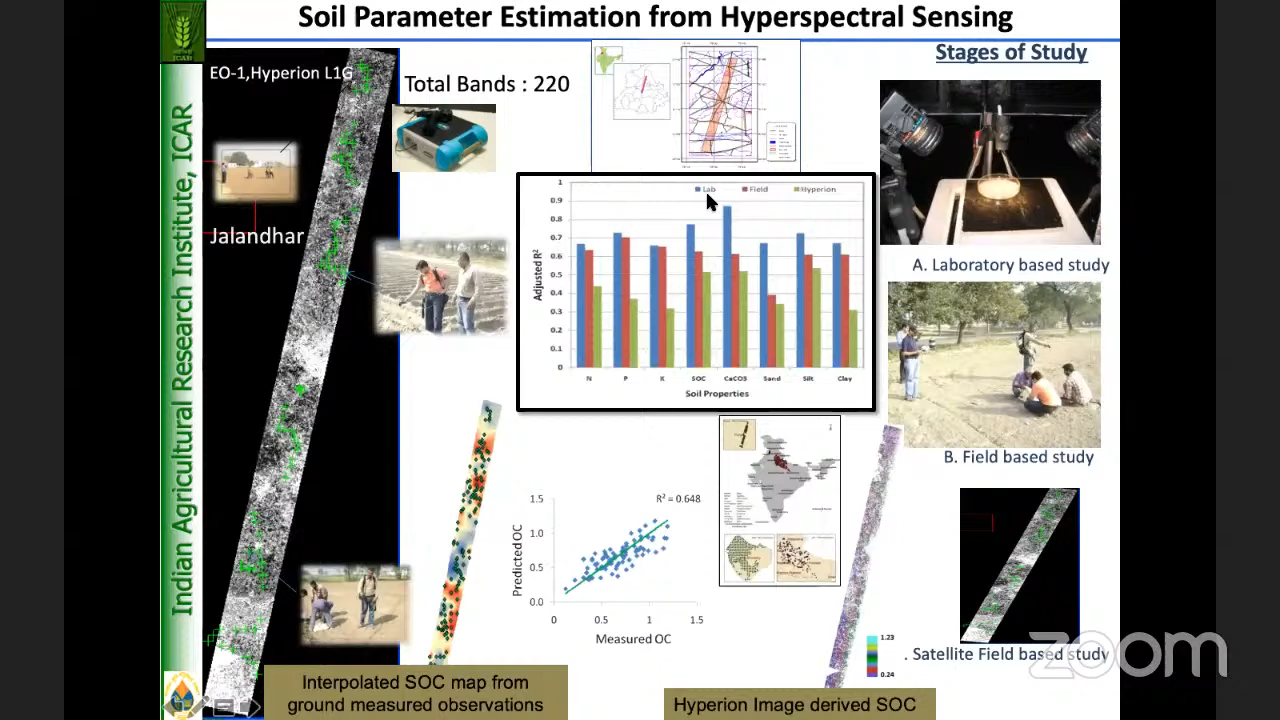 Soil Parameter Estimation from Hyperspectral Sensing
ICAR
Indian Agricultural Research Institute, ICAR
EO-1,Hyperion L1G
Total Bands : 220
Jalandhar
Stages of Study
A. Laboratory based study
B. Field based study
. Satellite Field based study
Lab
Field
Hyperion
1
0.9
0.8
0.7
0.6
0.5
0.4
0.3
0.2
0.1
0
Adjusted R²
N P K SOC CaCO3 Sand Silt Clay
Soil Properties
R² = 0.648
1.5
1.0
0.5
0.0
Predicted OC
0 0.5 1 1.5
Measured OC
1.23
0.24
Interpolated SOC map from
ground measured observations
Hyperion Image derived SOC
zoom